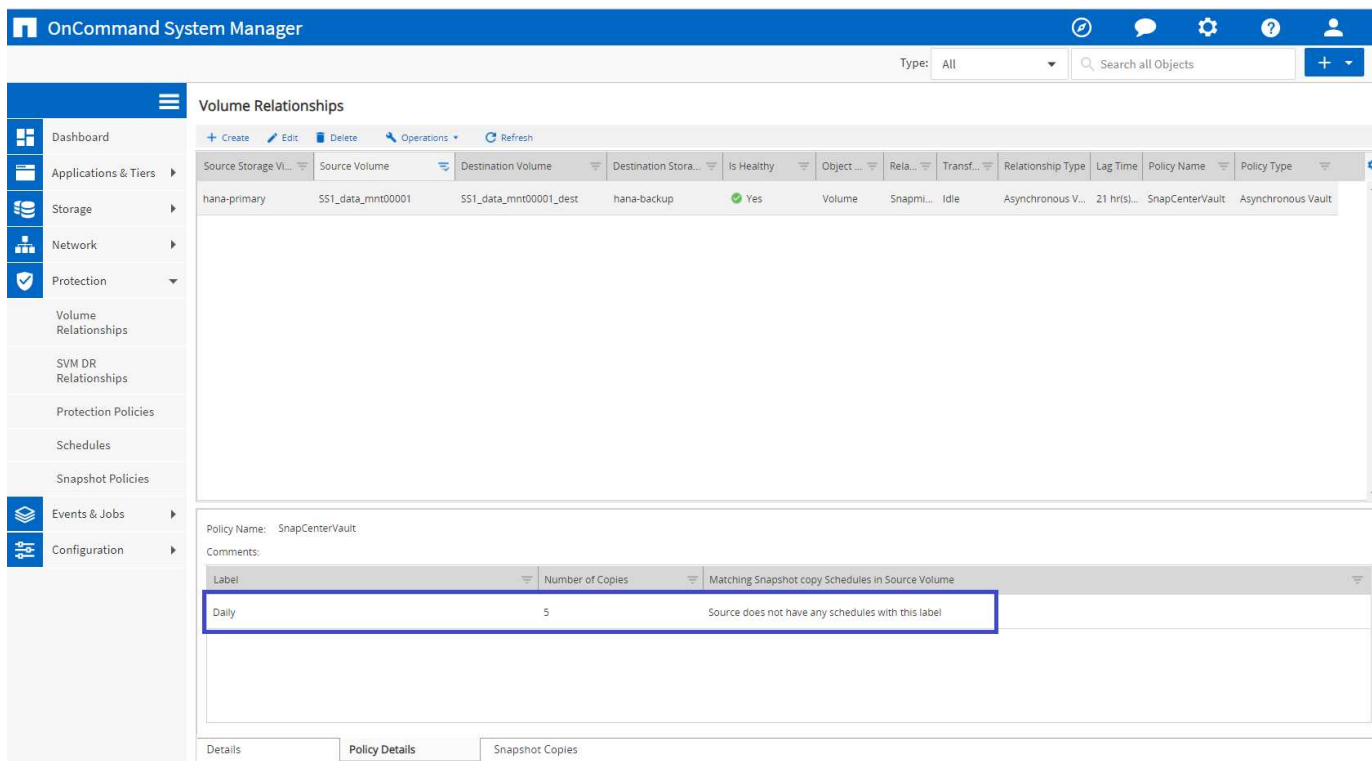 OnCommand System Manager
Type: All Search all Objects
Volume Relationships
Create Edit Delete Operations Refresh
Source Storage Vi... Source Volume Destination Volume Destination Stora... Is Healthy Object ... Rela... Transf... Relationship Type Lag Time Policy Name Policy Type
hana-primary SS1_data_mnt00001 SS1_data_mnt00001_dest hana-backup Yes Volume Snapmi... Idle Asynchronous V... 21 hr(s)... SnapCenterVault Asynchronous Vault
Dashboard
Applications & Tiers
Storage
Network
Protection
Volume
Relationships
SVM DR
Relationships
Protection Policies
Schedules
Snapshot Policies
Events & Jobs
Configuration
Policy Name: SnapCenterVault
Comments:
Label Number of Copies Matching Snapshot copy Schedules in Source Volume
Daily 5 Source does not have any schedules with this label
Details Policy Details Snapshot Copies